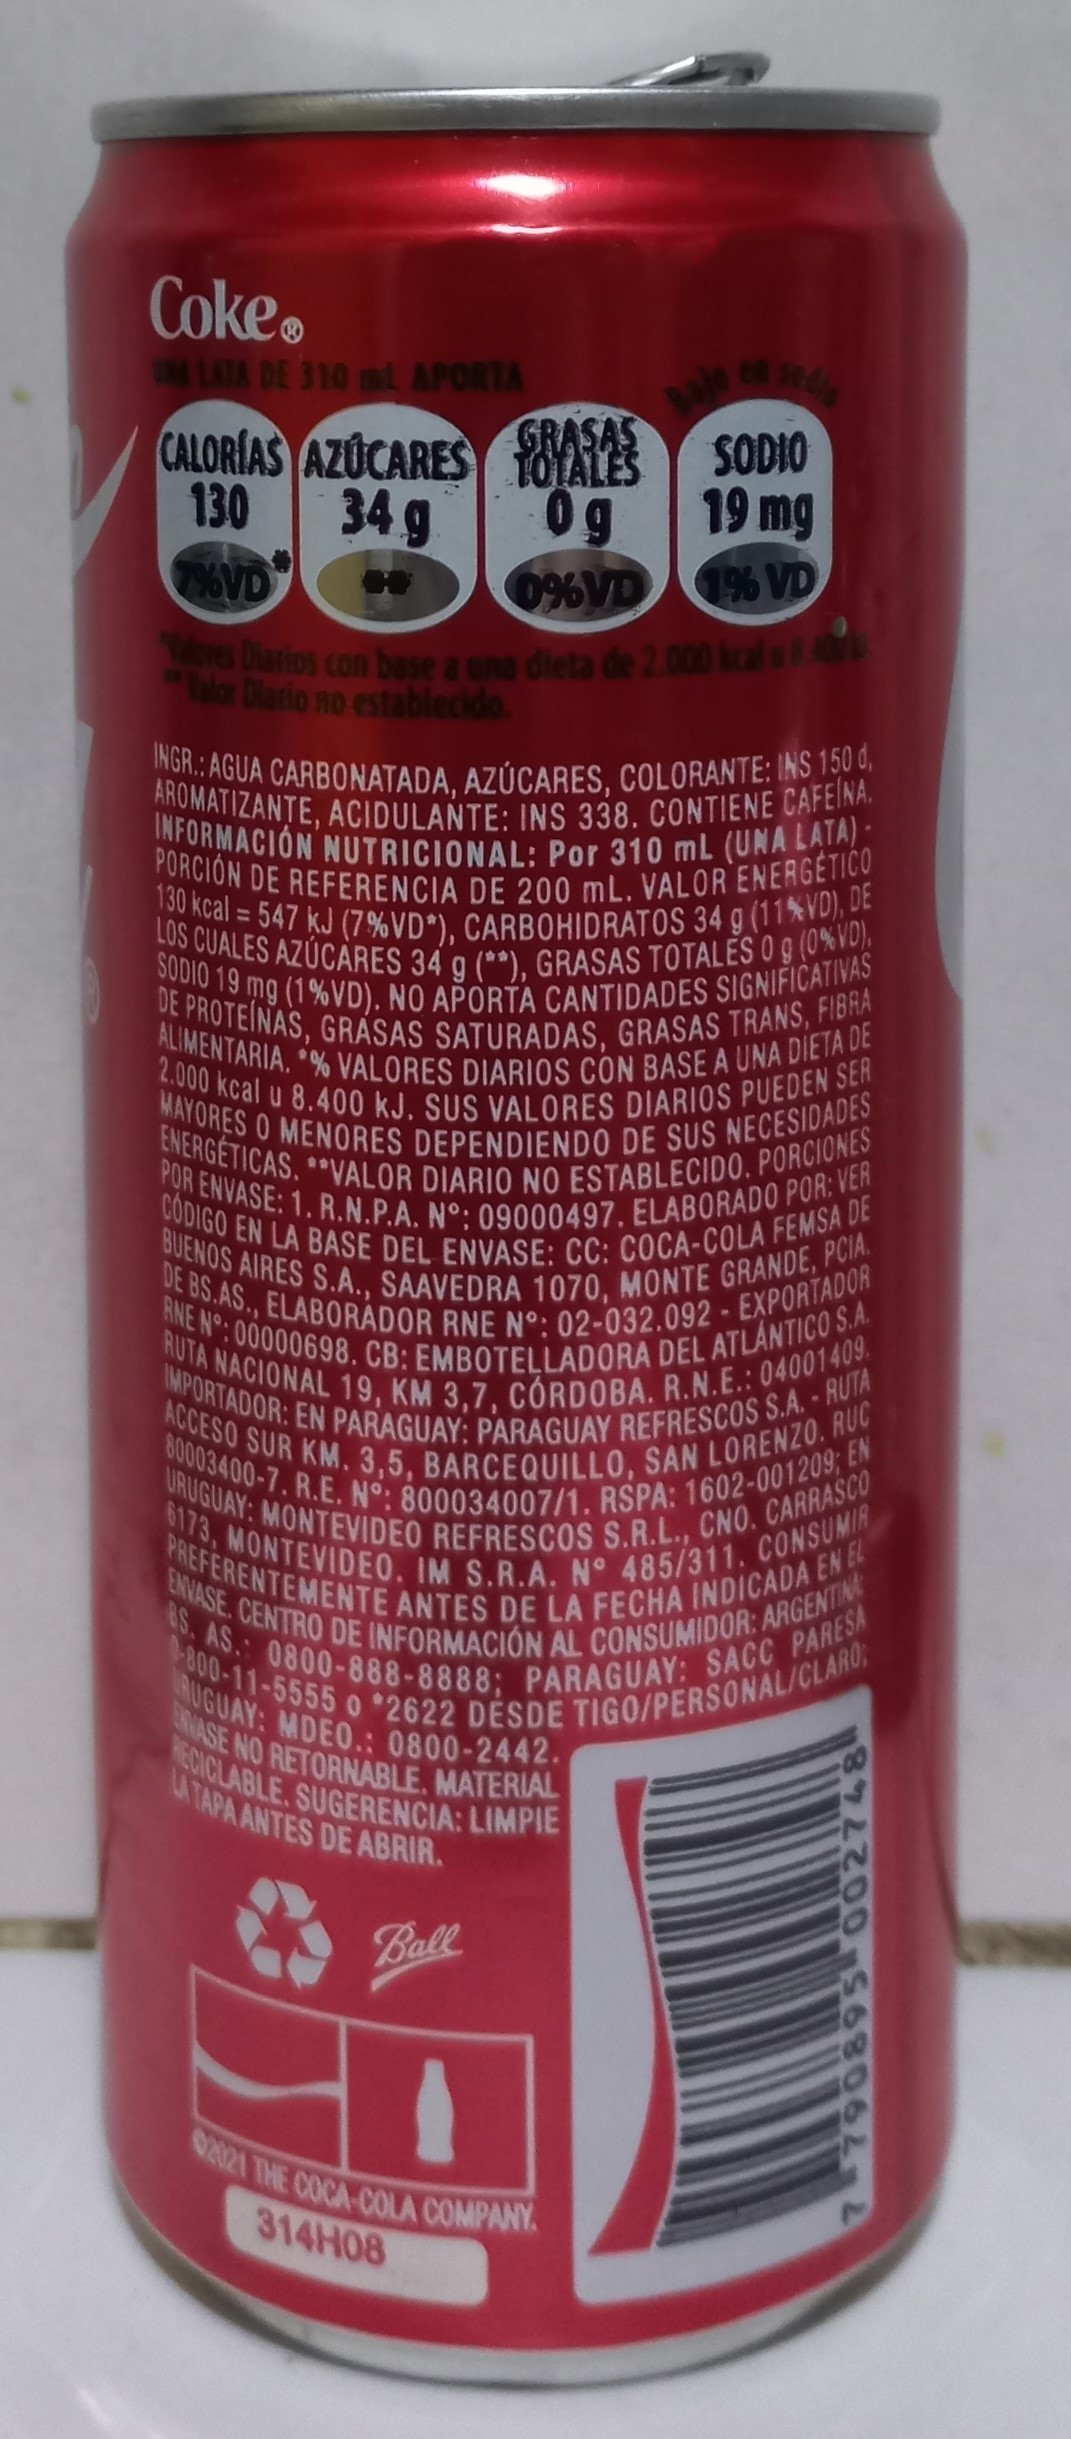 Coke®
UNA LATA DE 310 mL APORTA
Bajo en sodio
CALORÍAS
130
7%VD*
AZÚCARES
34 g
**
GRASAS
TOTALES
0 g
0%VD
SODIO
19 mg
1% VD
*Valores Diarios con base a una dieta de 2.000 kcal u 8.400 kJ
**Valor Diario no establecido.
INGR.: AGUA CARBONATADA, AZÚCARES, COLORANTE: INS 150 d,
AROMATIZANTE, ACIDULANTE: INS 338. CONTIENE CAFEÍNA.
INFORMACIÓN NUTRICIONAL: Por 310 mL (UNA LATA) -
PORCIÓN DE REFERENCIA DE 200 mL. VALOR ENERGÉTICO
130 kcal = 547 kJ (7%VD*), CARBOHIDRATOS 34 g (11%VD), DE
LOS CUALES AZÚCARES 34 g (**), GRASAS TOTALES 0 g (0%VD),
SODIO 19 mg (1%VD). NO APORTA CANTIDADES SIGNIFICATIVAS
DE PROTEÍNAS, GRASAS SATURADAS, GRASAS TRANS, FIBRA
ALIMENTARIA. *% VALORES DIARIOS CON BASE A UNA DIETA DE
2.000 kcal u 8.400 kJ. SUS VALORES DIARIOS PUEDEN SER
MAYORES O MENORES DEPENDIENDO DE SUS NECESIDADES
ENERGÉTICAS. **VALOR DIARIO NO ESTABLECIDO. PORCIONES
POR ENVASE: 1. R.N.P.A. N°: 09000497. ELABORADO POR: VER
CÓDIGO EN LA BASE DEL ENVASE: CC: COCA-COLA FEMSA DE
BUENOS AIRES S.A., SAAVEDRA 1070, MONTE GRANDE, PCIA.
DE BS.AS., ELABORADOR RNE N°: 02-032.092 - EXPORTADOR
RNE N°: 00000698. CB: EMBOTELLADORA DEL ATLÁNTICO S.A.
RUTA NACIONAL 19, KM 3,7, CÓRDOBA. R.N.E.: 04001409.
IMPORTADOR: EN PARAGUAY: PARAGUAY REFRESCOS S.A. - RUTA
ACCESO SUR KM. 3,5, BARCEQUILLO, SAN LORENZO. RUC
80003400-7. R.E. N°: 800034007/1. RSPA: 1602-001209; EN
URUGUAY: MONTEVIDEO REFRESCOS S.R.L., CNO. CARRASCO
6173, MONTEVIDEO. IM S.R.A. N° 485/311. CONSUMIR
PREFERENTEMENTE ANTES DE LA FECHA INDICADA EN EL
ENVASE. CENTRO DE INFORMACIÓN AL CONSUMIDOR: ARGENTINA:
BS. AS.: 0800-888-8888; PARAGUAY: SACC PARESA
0-800-11-5555 o *2622 DESDE TIGO/PERSONAL/CLARO;
URUGUAY: MDEO.: 0800-2442.
ENVASE NO RETORNABLE. MATERIAL
RECICLABLE. SUGERENCIA: LIMPIE
LA TAPA ANTES DE ABRIR.
Ball
©2021 THE COCA-COLA COMPANY.
314H08
7 790895 002748